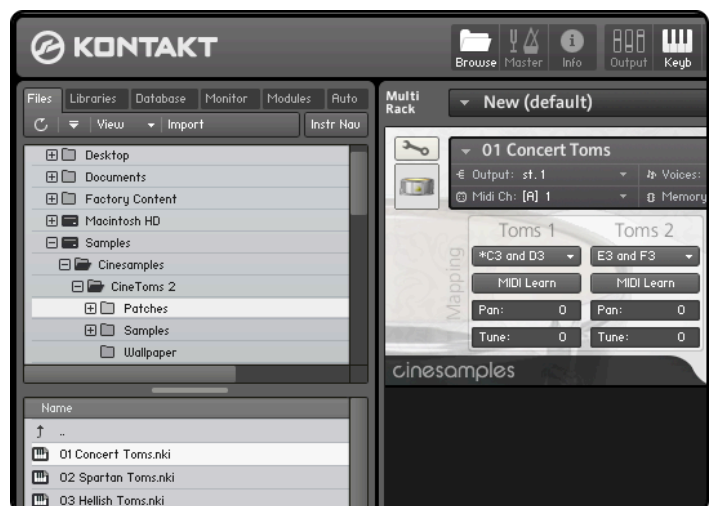 KONTAKT
Browse Master Info Output Keyb
Files Libraries Database Monitor Modules Auto
View Import Instr Nav
Desktop
Documents
Factory Content
Macintosh HD
Samples
Cinesamples
CineToms 2
Patches
Samples
Wallpaper
Name
..
01 Concert Toms.nki
02 Spartan Toms.nki
03 Hellish Toms.nki
Multi Rack
New (default)
01 Concert Toms
Output: st.1 Voices:
Midi Ch: [A] 1 Memory
Mapping
Toms 1 Toms 2
*C3 and D3 E3 and F3
MIDI Learn MIDI Learn
Pan: 0 Pan: 0
Tune: 0 Tune: 0
cinesamples